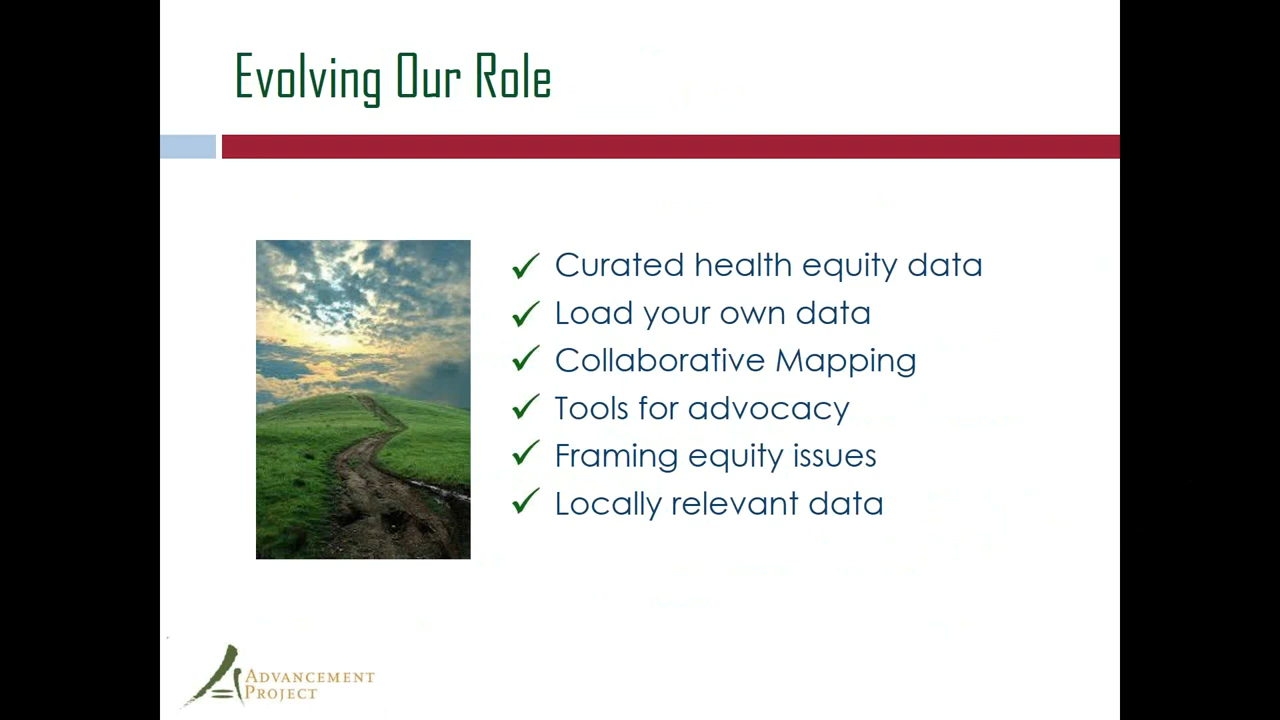 Evolving Our Role
Curated health equity data
Load your own data
Collaborative Mapping
Tools for advocacy
Framing equity issues
Locally relevant data
ADVANCEMENT
PROJECT